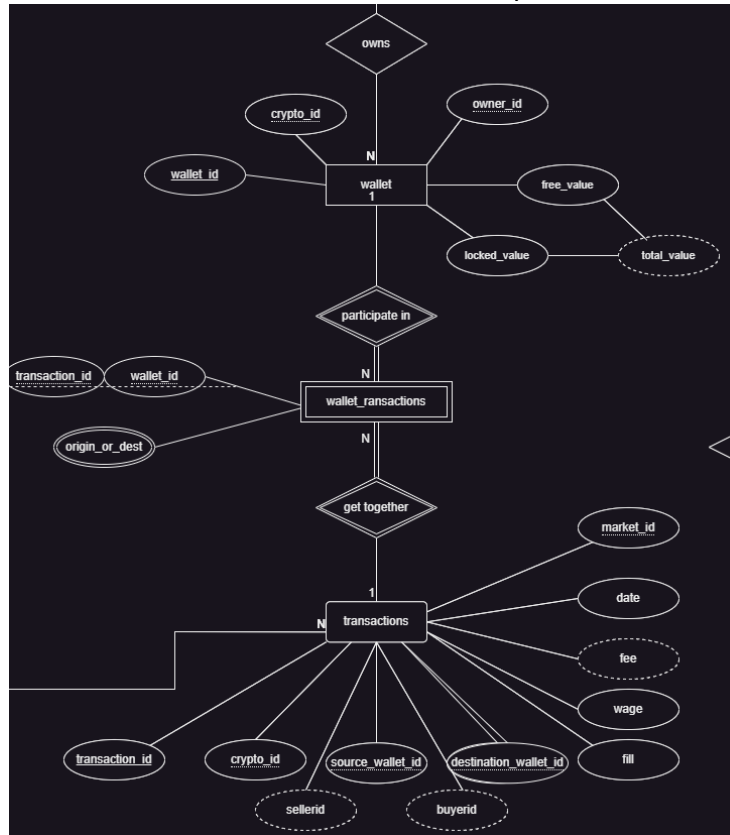 owns
crypto_id
owner_id
N
wallet_id
wallet
free_value
1
locked_value
total_value
participate in
N
transaction_id
wallet_id
wallet_ransactions
N
origin_or_dest
get together
market_id
1
date
N
transactions
fee
wage
transaction_id
crypto_id
source_wallet_id
destination_wallet_id
fill
sellerid
buyerid